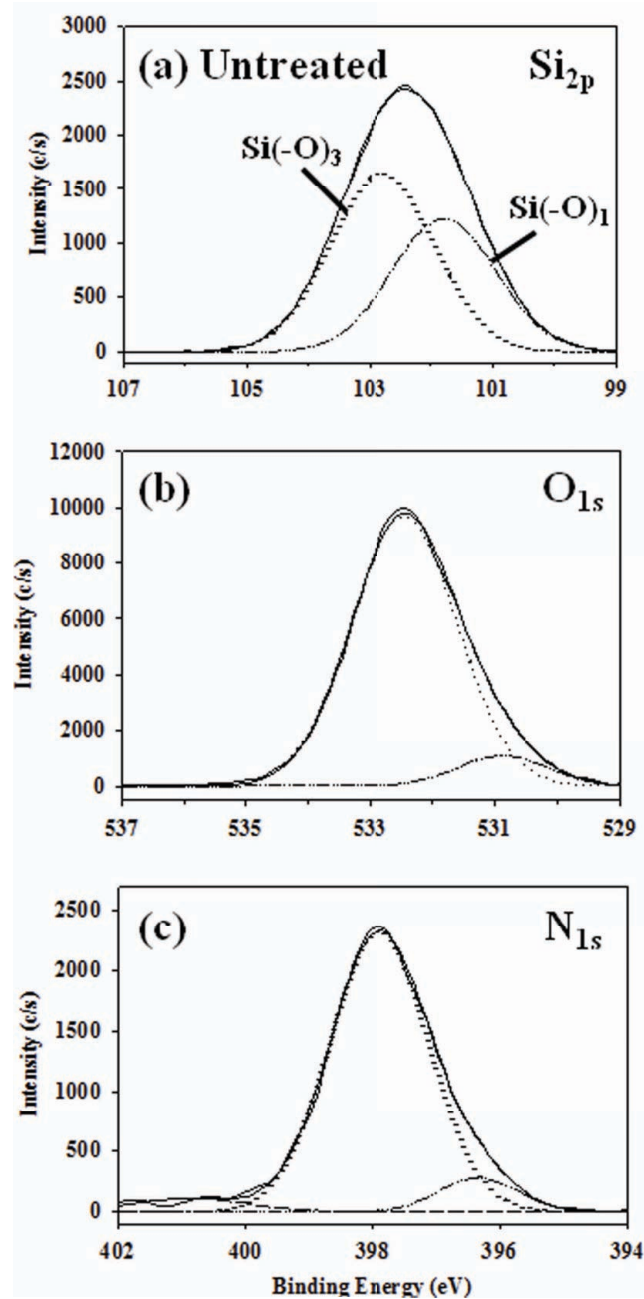 3000
(a) Untreated Si2p
2500
2000
Si(-O)3
1500
Si(-O)1
1000
500
0
Intensity (c/s)
107 105 103 101 99
12000
(b) O1s
10000
8000
6000
4000
2000
0
Intensity (c/s)
537 535 533 531 529
2500
(c) N1s
2000
1500
1000
500
0
Intensity (c/s)
402 400 398 396 394
Binding Energy (eV)